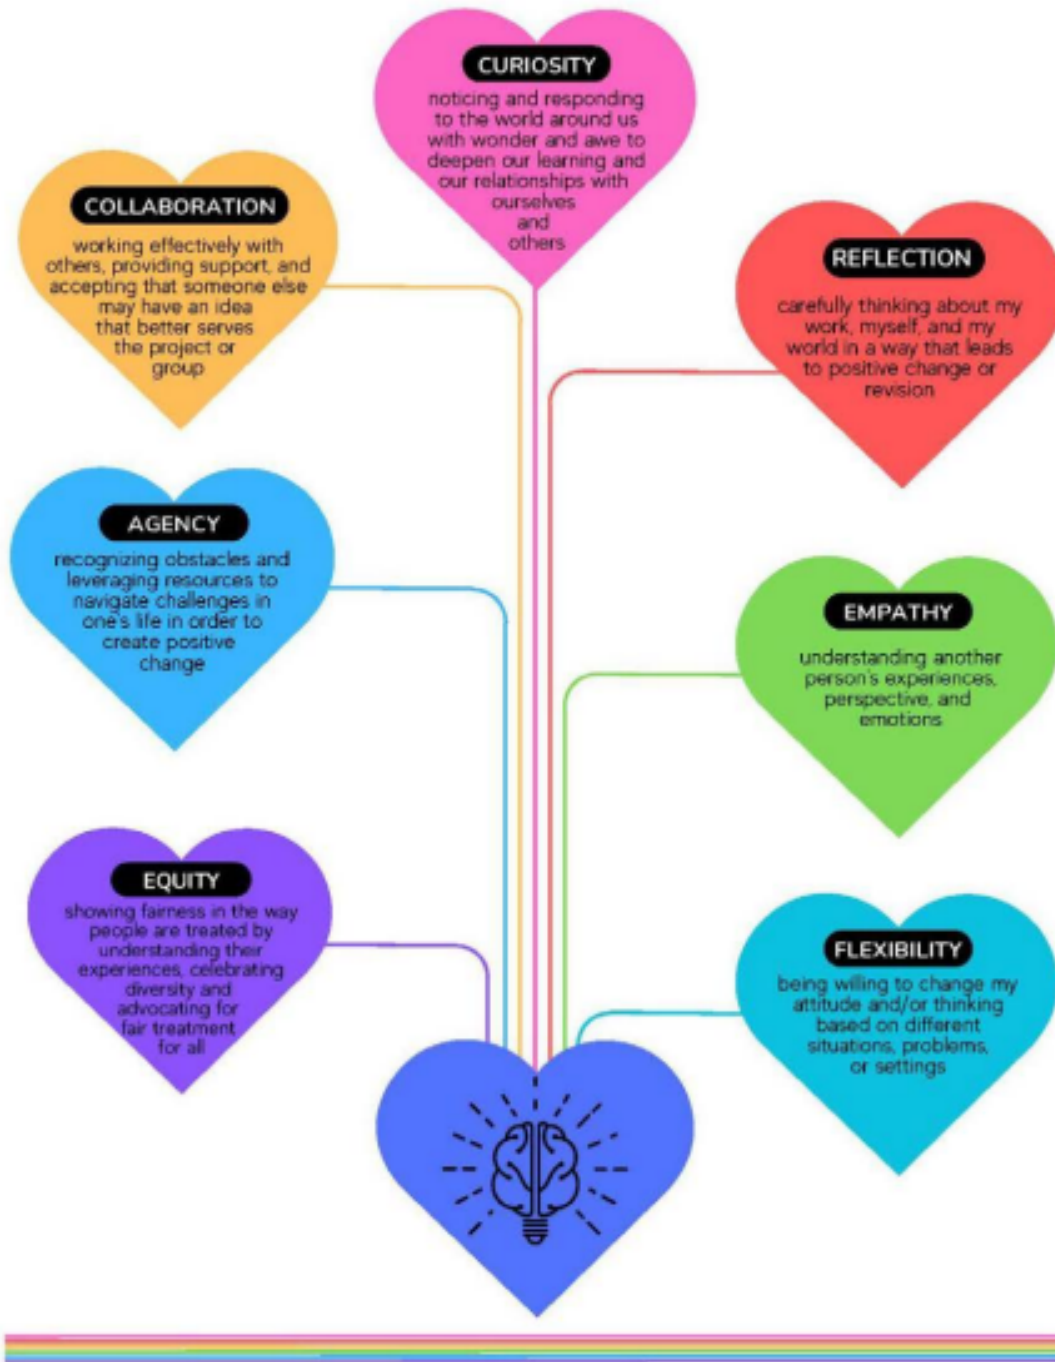 CURIOSITY
noticing and responding
to the world around us
with wonder and awe to
deepen our learning and
our relationships with
ourselves
and
others
COLLABORATION
working effectively with
others, providing support, and
accepting that someone else
may have an idea
that better serves
the project or
group
REFLECTION
carefully thinking about my
work, myself, and my
world in a way that leads
to positive change or
revision
AGENCY
recognizing obstacles and
leveraging resources to
navigate challenges in
one's life in order to
create positive
change
EMPATHY
understanding another
person's experiences,
perspective, and
emotions
EQUITY
showing fairness in the way
people are treated by
understanding their
experiences, celebrating
diversity and
advocating for
fair treatment
for all
FLEXIBILITY
being willing to change my
attitude and/or thinking
based on different
situations, problems,
or settings